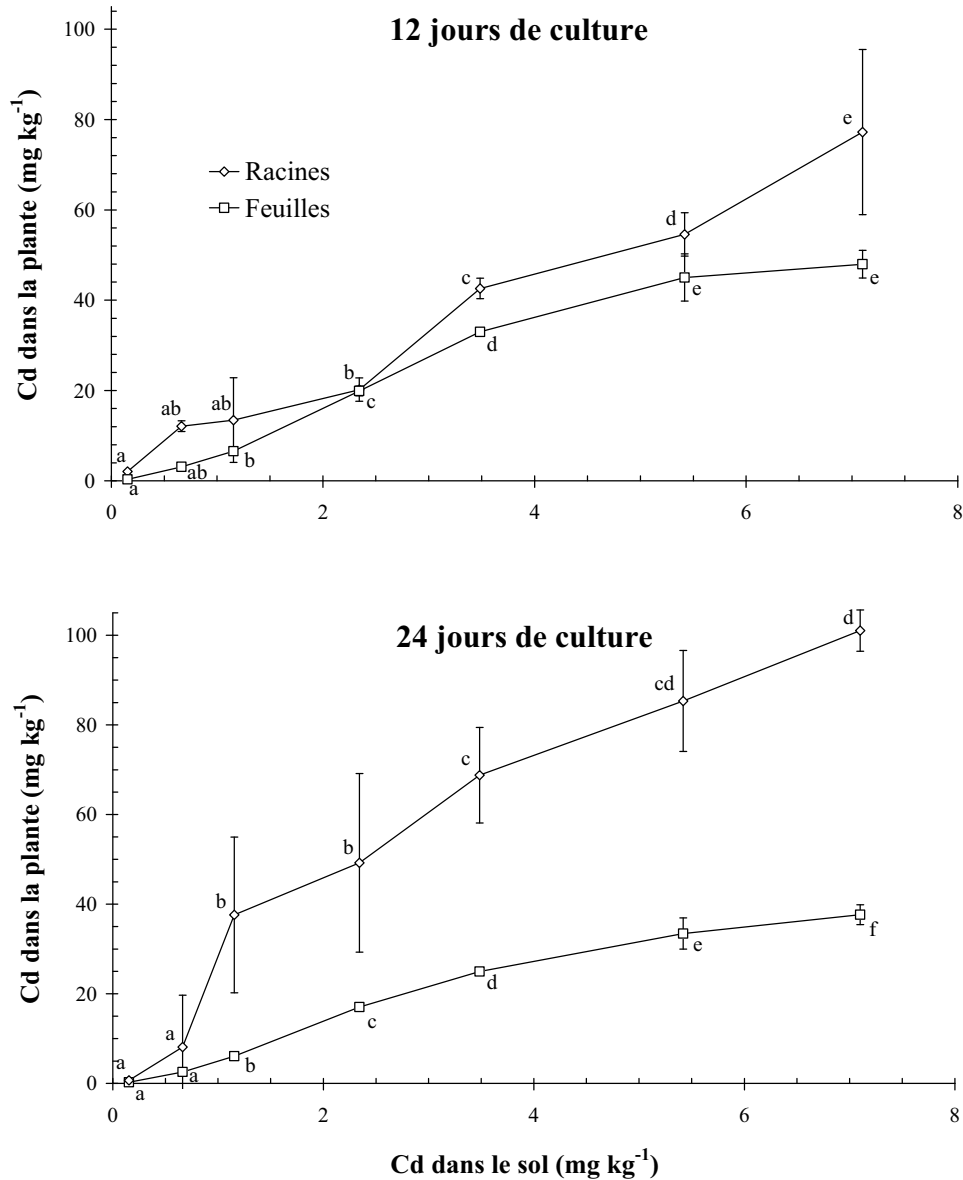 12 jours de culture
Cd dans la plante (mg kg⁻¹)
100
80
60
40
20
0
Racines
Feuilles
a
ab
ab
b
c
d
e
a
ab
b
c
d
e
e
0
2
4
6
8
24 jours de culture
Cd dans la plante (mg kg⁻¹)
100
80
60
40
20
0
a
a
b
b
c
cd
d
a
a
b
c
d
e
f
0
2
4
6
8
Cd dans le sol (mg kg⁻¹)